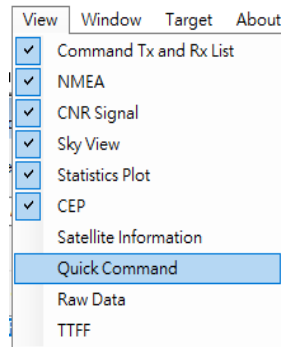 View Window Target About
Command Tx and Rx List
NMEA
CNR Signal
Sky View
Statistics Plot
CEP
Satellite Information
Quick Command
Raw Data
TTFF